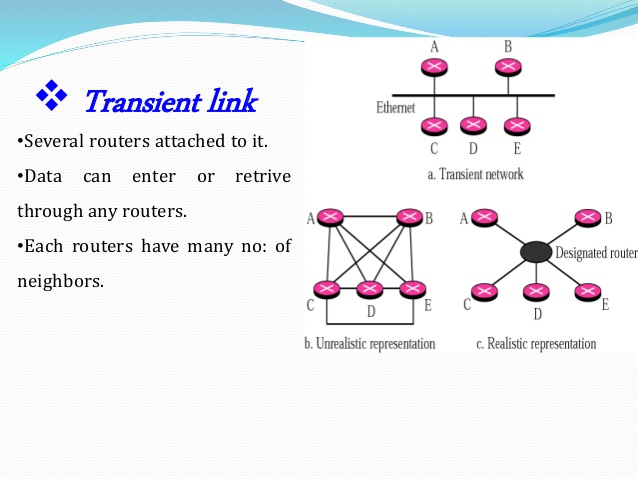 ❖ Transient link
•Several routers attached to it.
•Data can enter or retrive
through any routers.
•Each routers have many no: of
neighbors.
A B
Ethernet
C D E
a. Transient network
A B
C D E
b. Unrealistic representation
A B
Designated router
C D E
c. Realistic representation